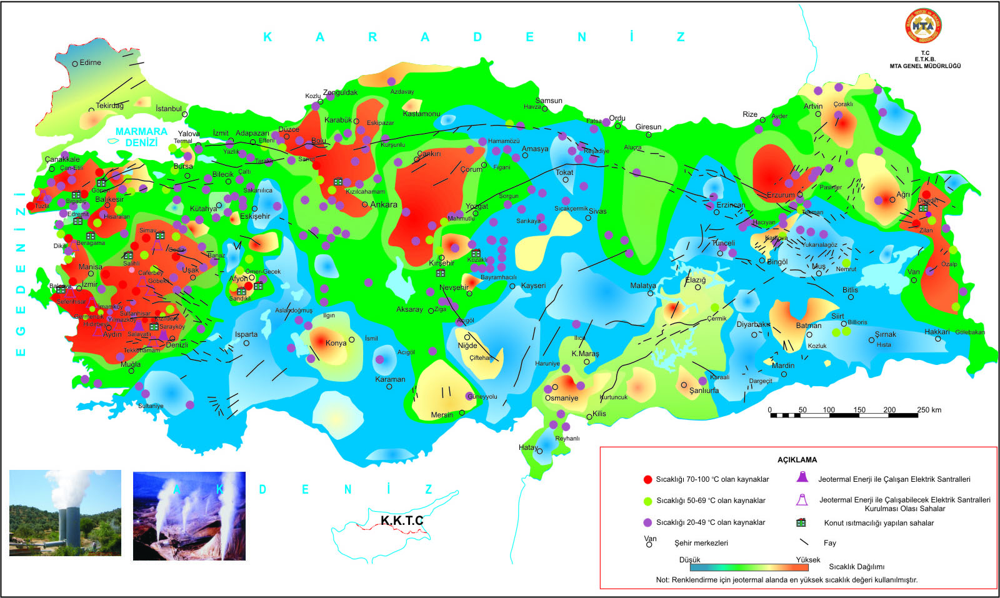 K A R A D E N İ Z
MTA
T.C
E.T.K.B.
MTA GENEL MÜDÜRLÜĞÜ
Edirne
Tekirdağ
İstanbul
MARMARA
DENİZİ
Kozlu
Zonguldak
Azdavay
Kastamonu
Karabük
Eskipazar
Samsun
Havza
Fatsa
Ordu
Giresun
Rize
Ayder
Artvin
Çoraklı
Yalova
Termal
İzmit
Adapazarı
Efteni
Düzce
Bolu
Yazlık
Taraklı
Sarıot
Kurşunlu
Çankırı
Çorum
Hamamözü
Amasya
Figani
Reşadiye
Aluçra
Tokat
Çanakkale
Çan-Etili
Bursa
Bilecik
Çaltı
Sakarıılıca
Gönen
Bigadiç
Balıkesir
Tuzla
Edremit
Hisaralan
Kütahya
Eskişehir
Kızılcahamam
Ankara
Yozgat
Sorgun
Mahmutlu
Sarıkaya
Sıcakçermik
Sivas
Erzincan
Erzurum
Pasinler
Ağrı
Diyadin
Zilan
Tekman
Hacıyan
Karlıova
Yukarıalagöz
Tunceli
Bingöl
Muş
Nemrut
Van
Özalp
Bitlis
Dikili
Beragama
Simav
Gediz
Banaz
Salihli
Manisa
Caferbey
Göbekli
Uşak
Afyon
Ömer-Gecek
Sandıklı
Balçova
İzmir
Seferihisar
İmamköy
Sultanhisar
Germencik
Yılmazköy
Kızıldere
Hıdırbey
Sarayköy
Aydın
Salavatlı
Denizli
Tekkehamam
Muğla
Sultaniye
Isparta
Aslandoğmuş
Ilgın
Konya
İsmil
Acıgöl
Karaman
Kırşehir
Kozaklı
Bayramhacılı
Nevşehir
Kayseri
Aksaray
Ziga
Acıgöl
Niğde
Çiftehan
Güneyyolu
Mersin
Malatya
Elazığ
Çermik
Diyarbakır
Batman
Kozluk
Siirt
Billioris
Şırnak
Hısta
Hakkari
Gölebakan
Mardin
Dargeçit
Ilıca
K.Maraş
Haruniye
Osmaniye
Kurtuncuk
Kilis
Karaali
Şanlıurfa
Reyhanlı
Hatay
E G E D E N İ Z İ
A K D E N İ Z
K.K.T.C
0 50 100 150 200 250 km
AÇIKLAMA
Sıcaklığı 70-100 °C olan kaynaklar
Jeotermal Enerji ile Çalışan Elektrik Santralleri
Sıcaklığı 50-69 °C olan kaynaklar
Jeotermal Enerji ile Çalışabilecek Elektrik Santralleri
Kurulması Olası Sahalar
Sıcaklığı 20-49 °C olan kaynaklar
Konut ısıtmacılığı yapılan sahalar
Van
Şehir merkezleri
Fay
Düşük
Yüksek
Sıcaklık Dağılımı
Not: Renklendirme için jeotermal alanda en yüksek sıcaklık değeri kullanılmıştır.